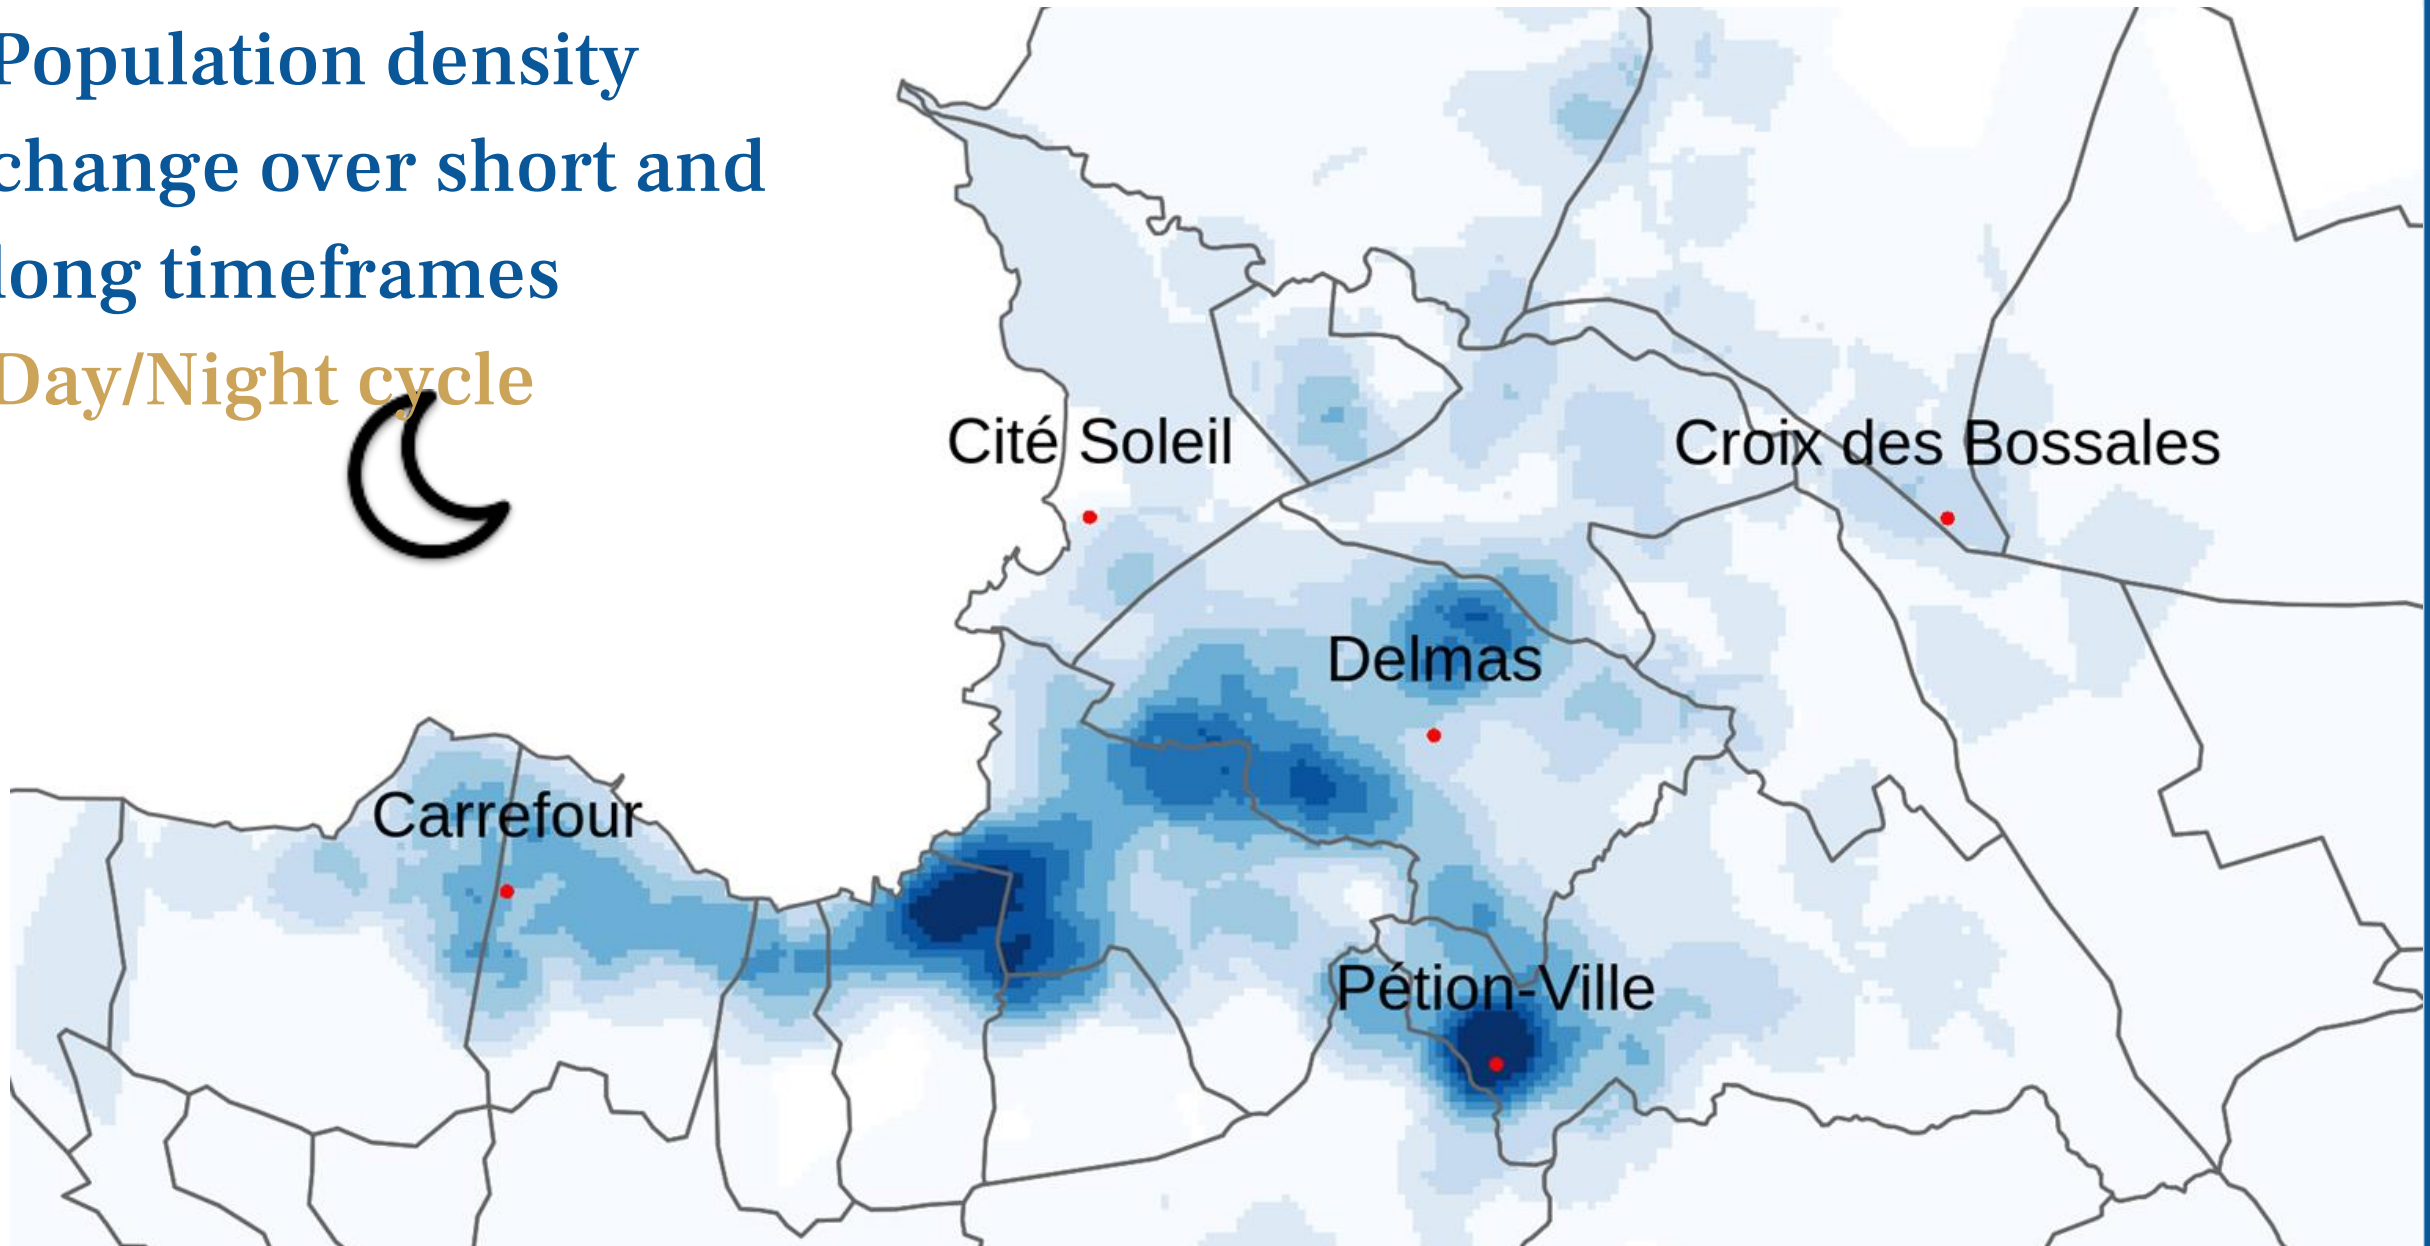 Population density
change over short and
long timeframes
Day/Night cycle
Cité Soleil
Croix des Bossales
Delmas
Carrefour
Pétion-Ville